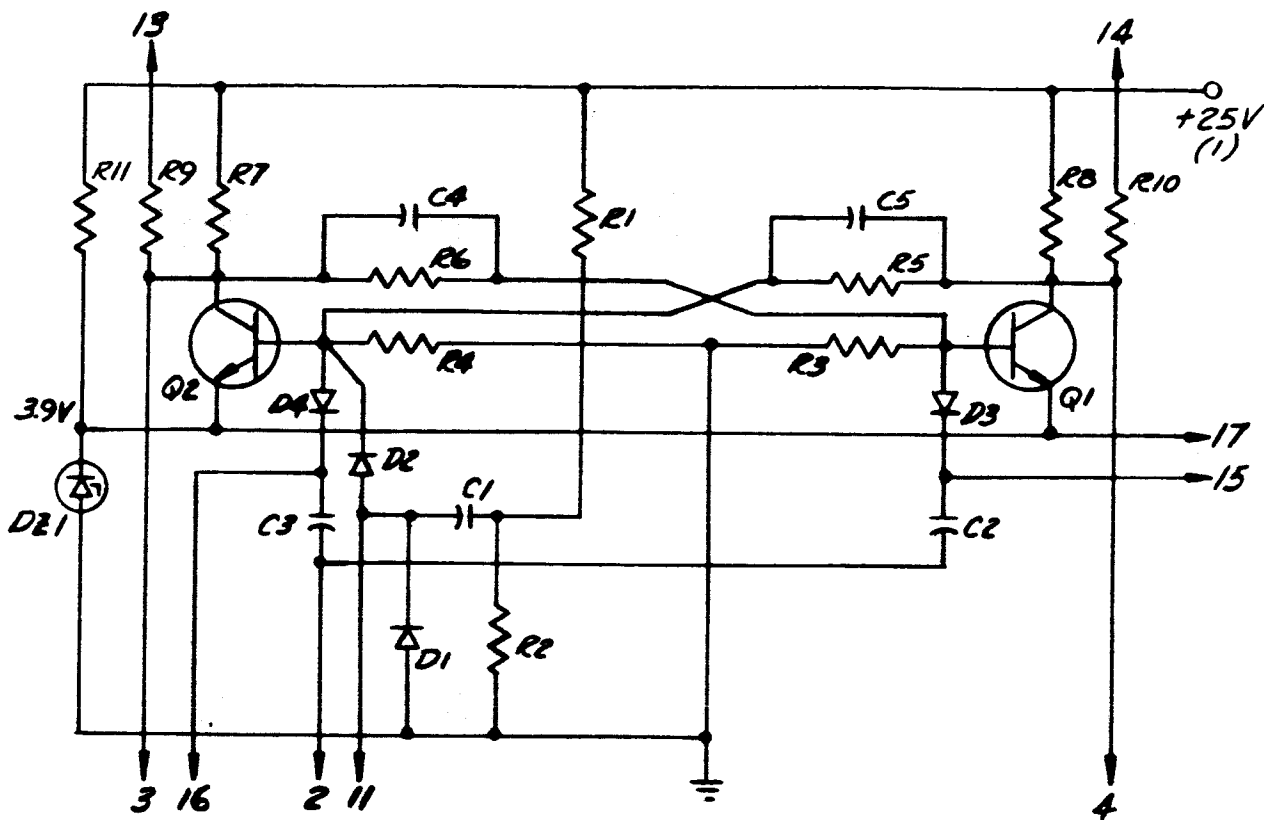 13
14
+25V
(1)
R11
R9
R7
C4
R1
C5
R8
R10
R6
R5
R4
R3
Q2
D4
D3
Q1
3.9V
17
D2
15
C1
DZ1
C3
C2
D1
R2
3
16
2
11
4